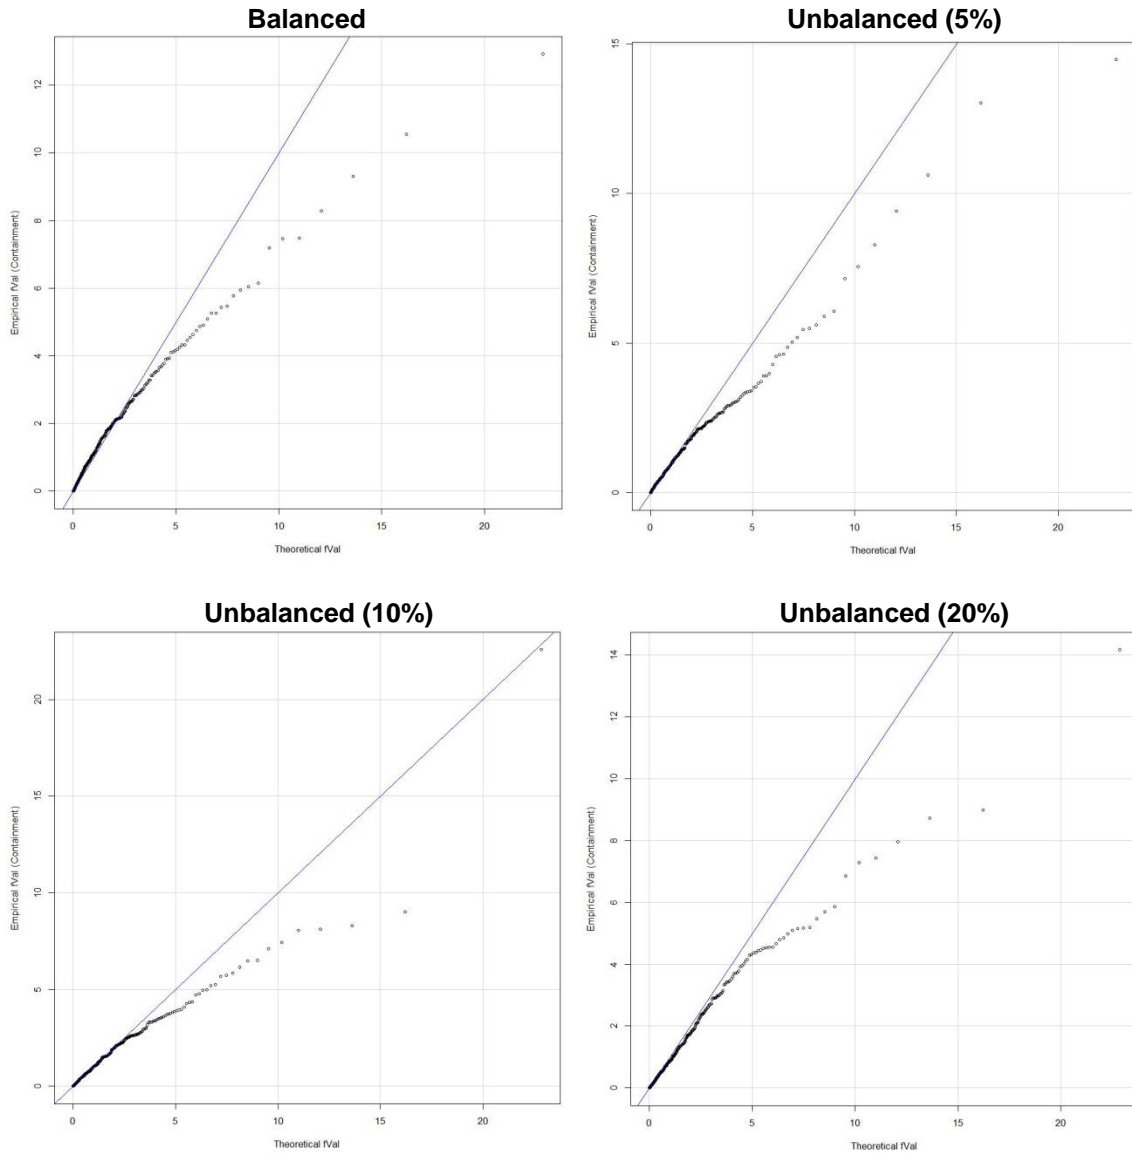 Balanced
12
10
8
6
4
2
0
Empirical fVal (Containment)
0 5 10 15 20
Theoretical fVal
Unbalanced (5%)
15
10
5
0
Empirical fVal (Containment)
0 5 10 15 20
Theoretical fVal
Unbalanced (10%)
20
15
10
5
0
Empirical fVal (Containment)
0 5 10 15 20
Theoretical fVal
Unbalanced (20%)
14
12
10
8
6
4
2
0
Empirical fVal (Containment)
0 5 10 15 20
Theoretical fVal